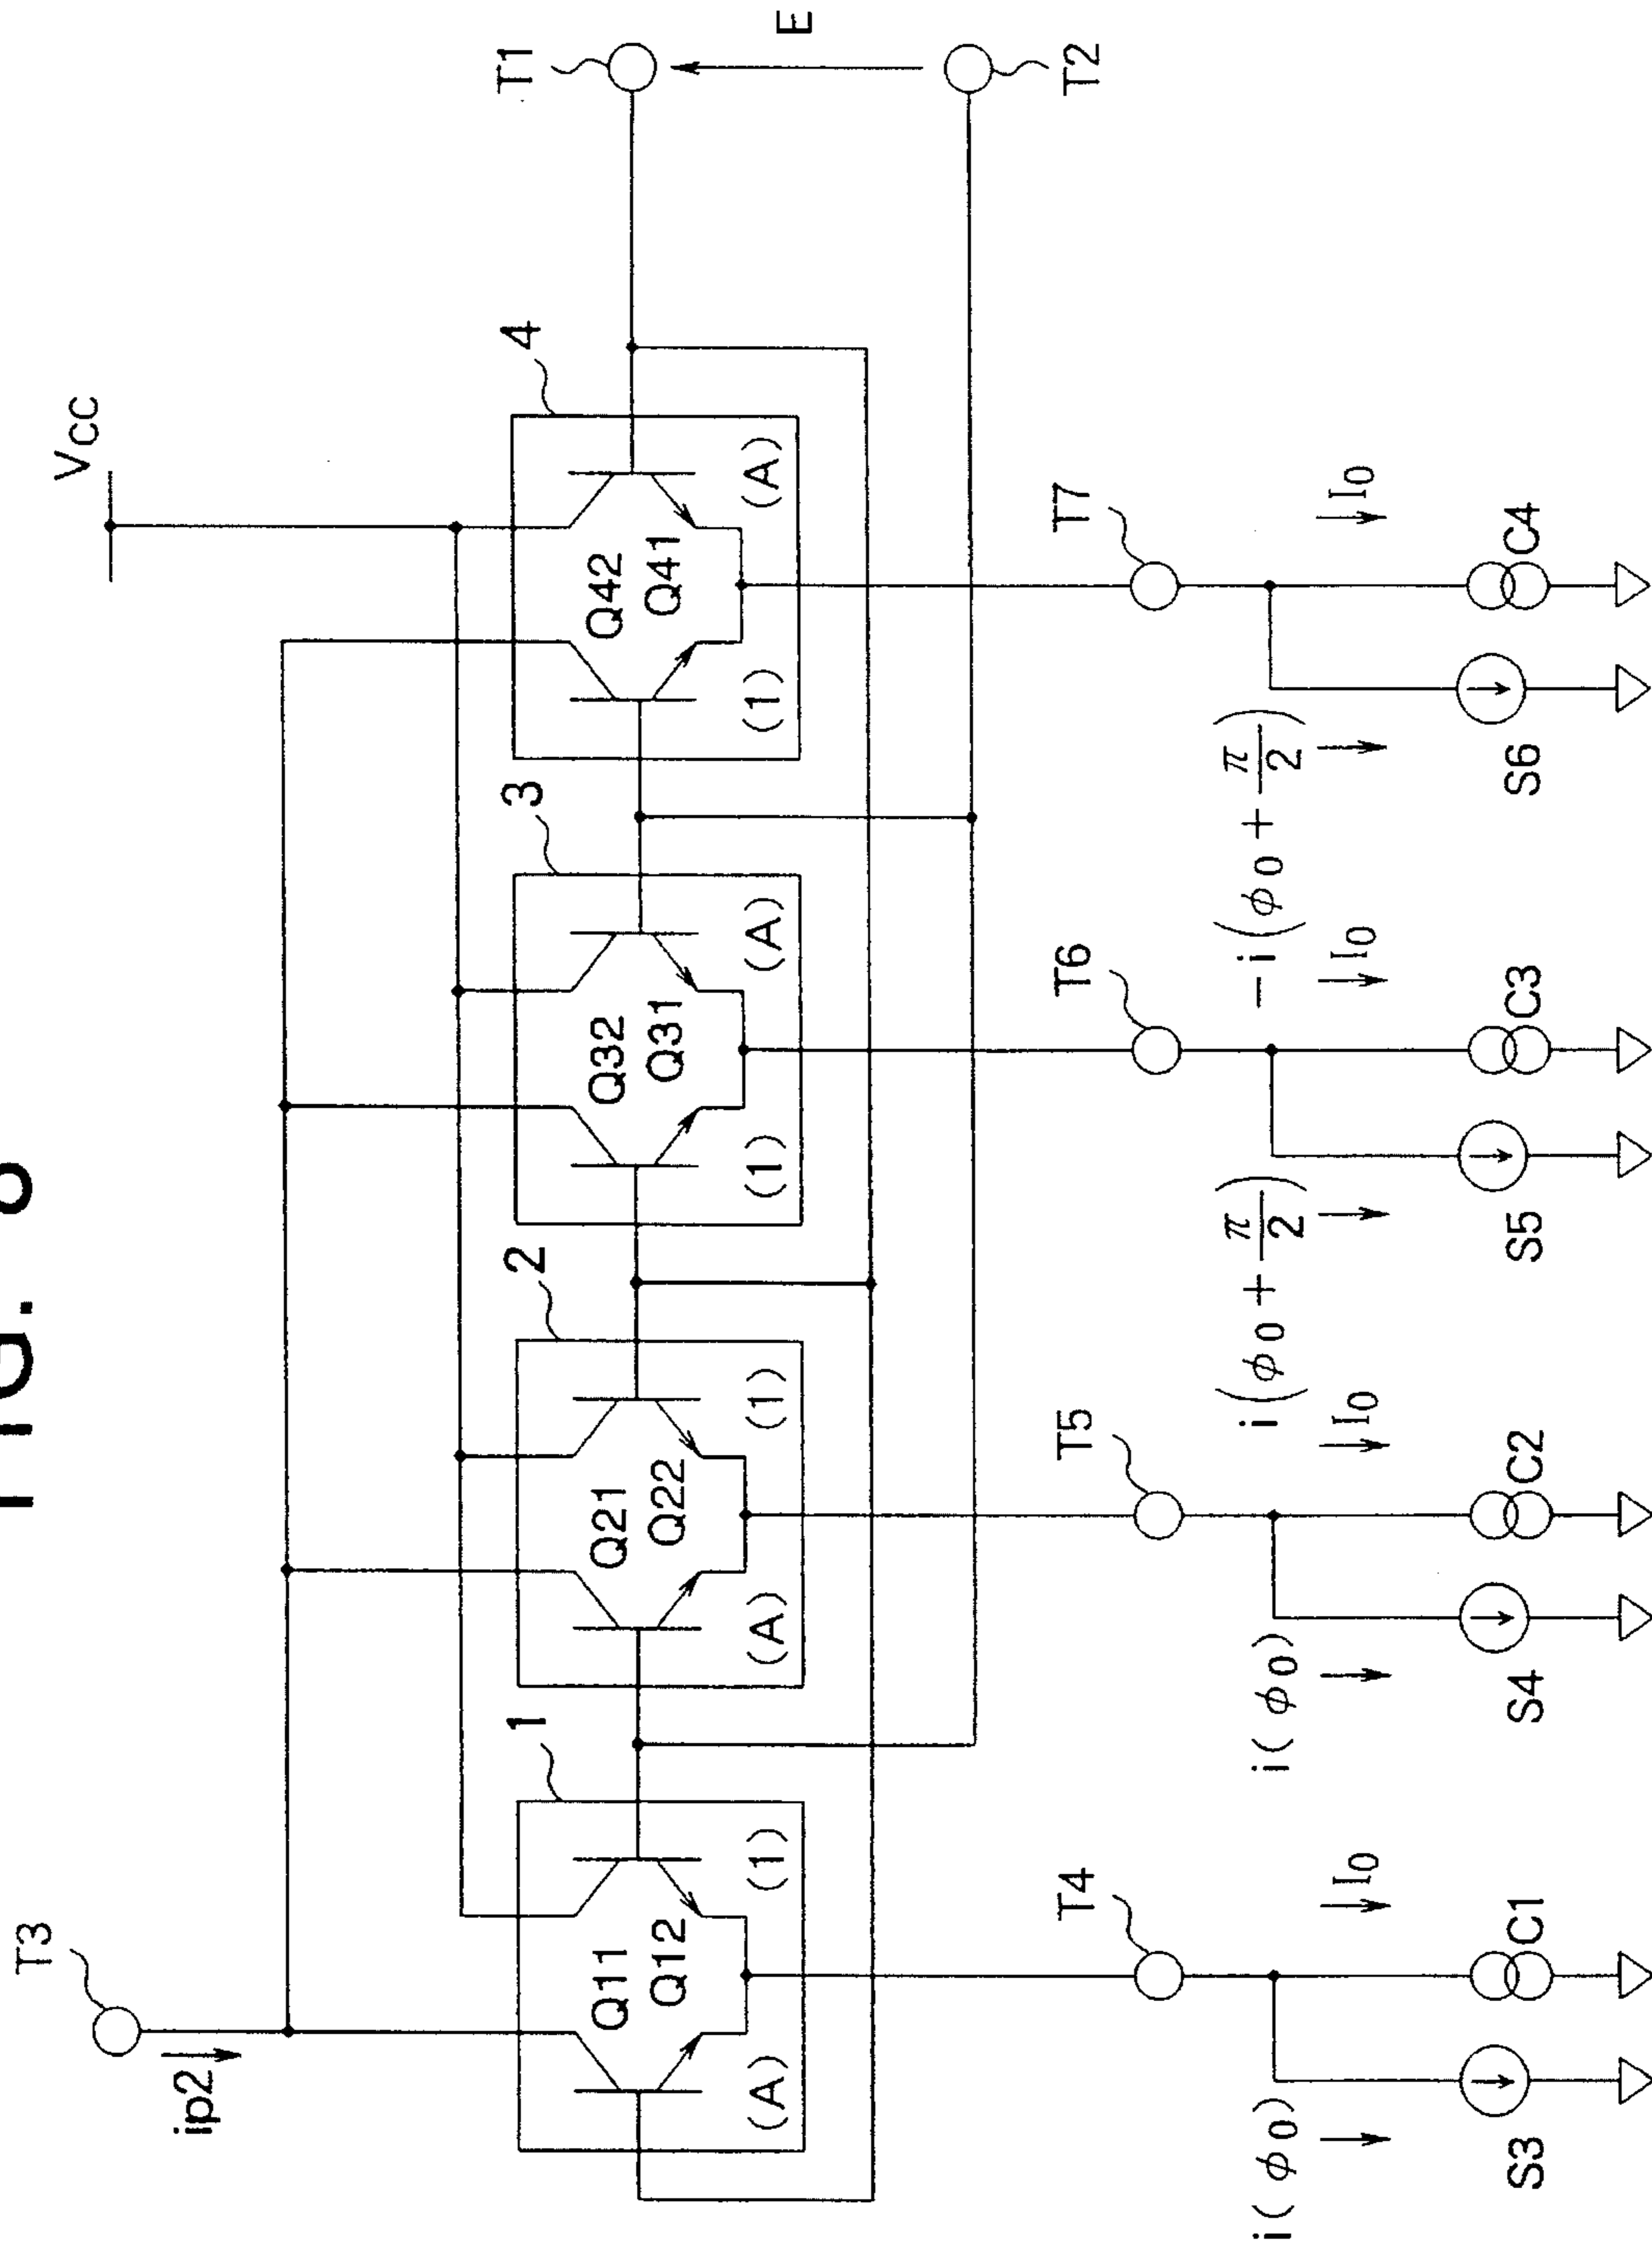 FIG.
T3
VCC
ip2
1
2
3
4
T1
Q11
Q21
Q32
Q42
Q12
Q22
Q31
Q41
(A) (1)
(A) (1)
(1) (A)
(1) (A)
E
T4
T5
T6
T7
T2
i(ϕ0)
i(ϕ0)
i(ϕ0+π/2)
−i(ϕ0+π/2)
I0
I0
I0
I0
S3
C1
S4
C2
S5
C3
S6
C4